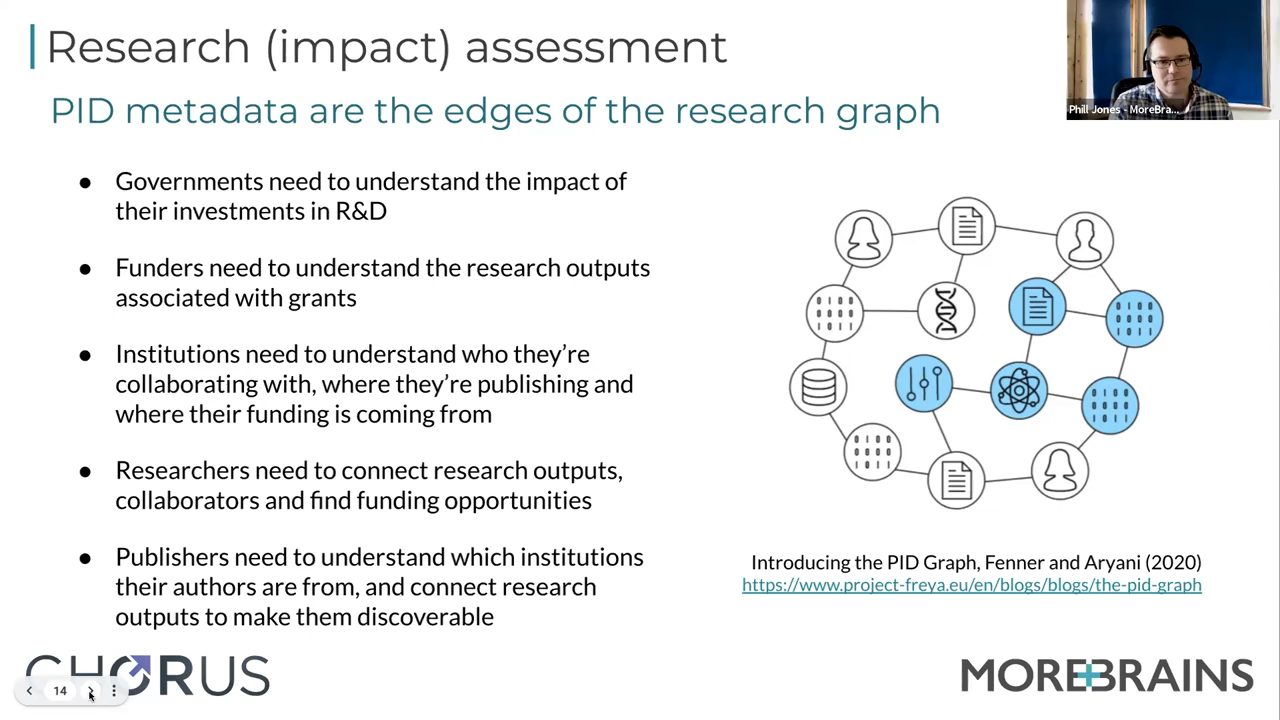 Research (impact) assessment
PID metadata are the edges of the research graph
Phill Jones - MoreBra...
● Governments need to understand the impact of
their investments in R&D
● Funders need to understand the research outputs
associated with grants
● Institutions need to understand who they're
collaborating with, where they're publishing and
where their funding is coming from
● Researchers need to connect research outputs,
collaborators and find funding opportunities
● Publishers need to understand which institutions
their authors are from, and connect research
outputs to make them discoverable
Introducing the PID Graph, Fenner and Aryani (2020)
https://www.project-freya.eu/en/blogs/blogs/the-pid-graph
CHORUS
14
MOREBRAINS